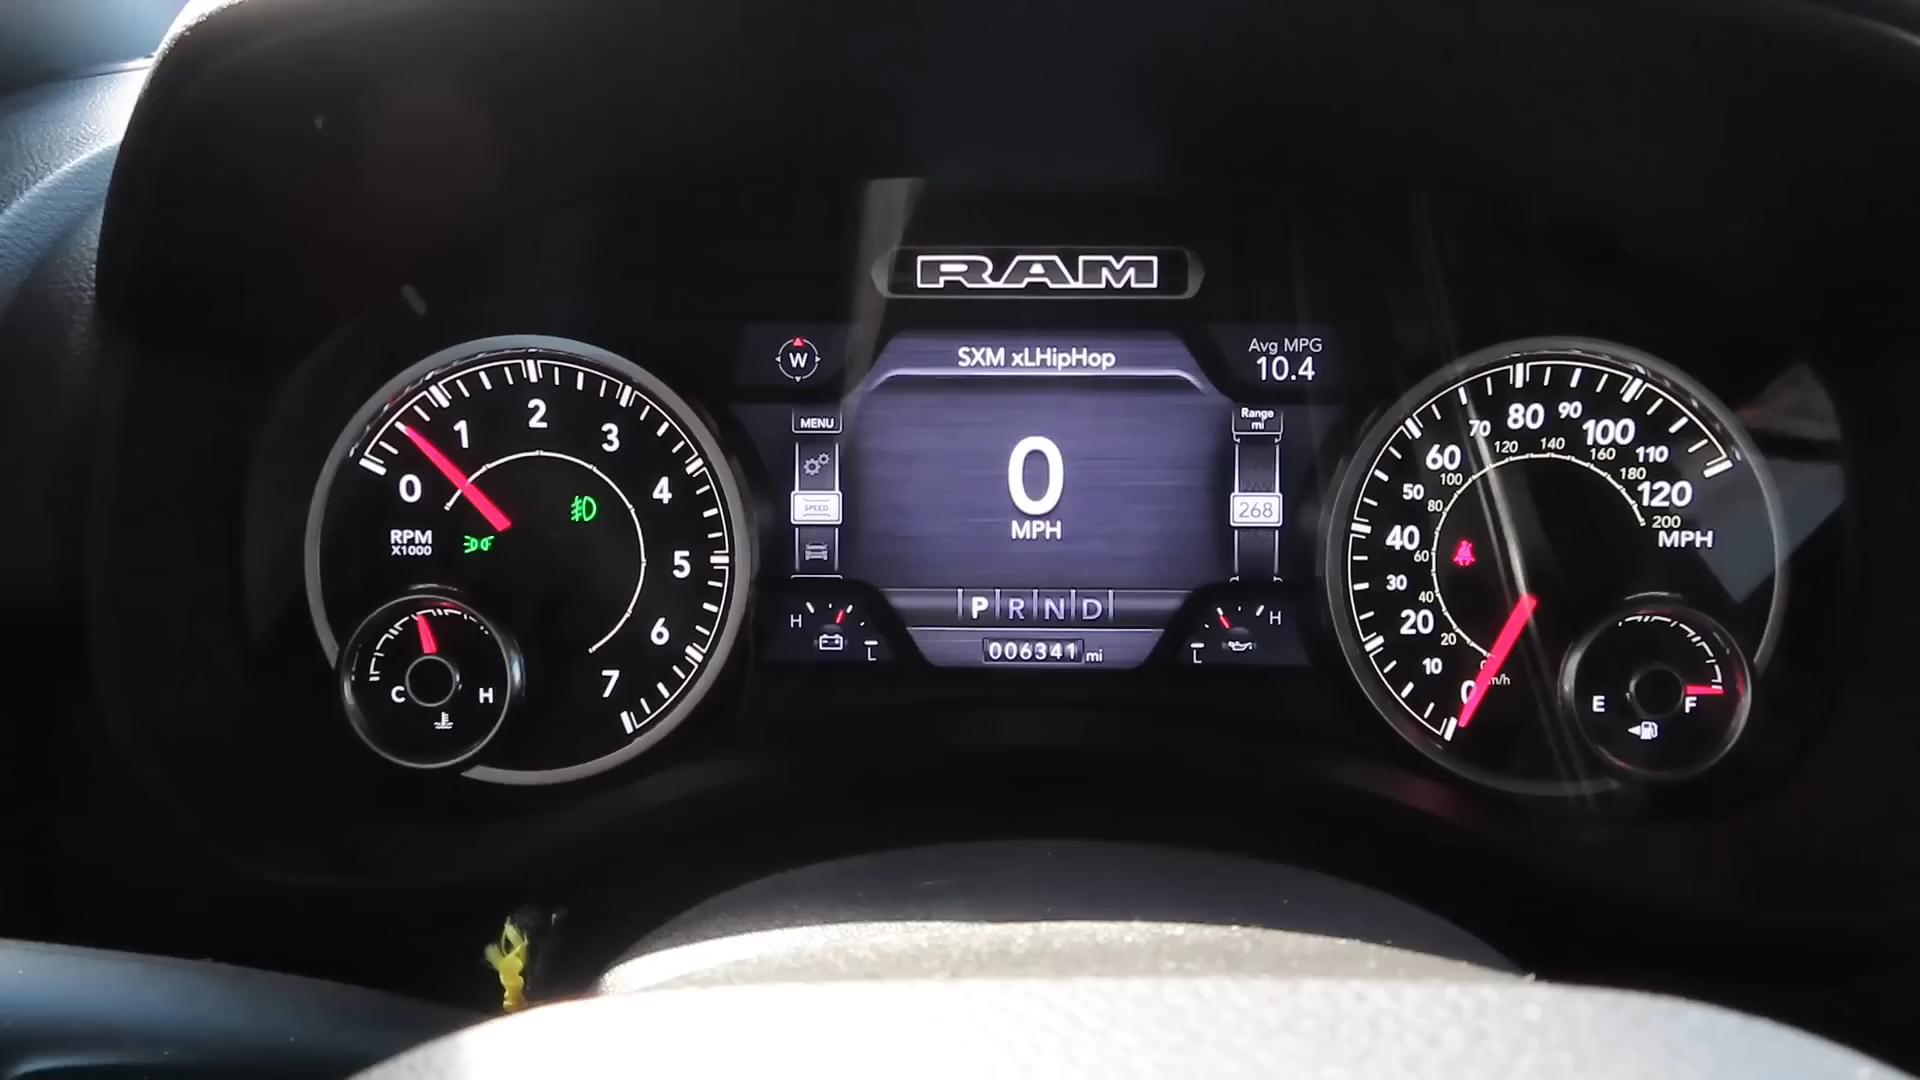 RAM
W
SXM xLHipHop
Avg MPG
10.4
MENU
SPEED
0
MPH
Range
mi
268
P R N D
006341 mi
H
L
L
H
0
1
2
3
4
5
6
7
RPM
X1000
C
H
0
10
20
30
40
50
60
70
80
90
100
110
120
MPH
20
40
60
80
100
120
140
160
180
200
E
F